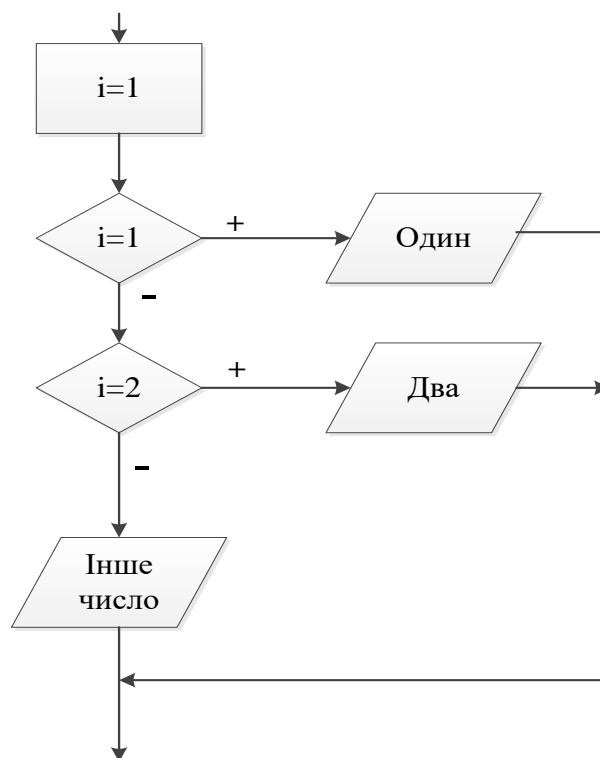 i=1
i=1
+
Один
-
i=2
+
Два
-
Інше
число